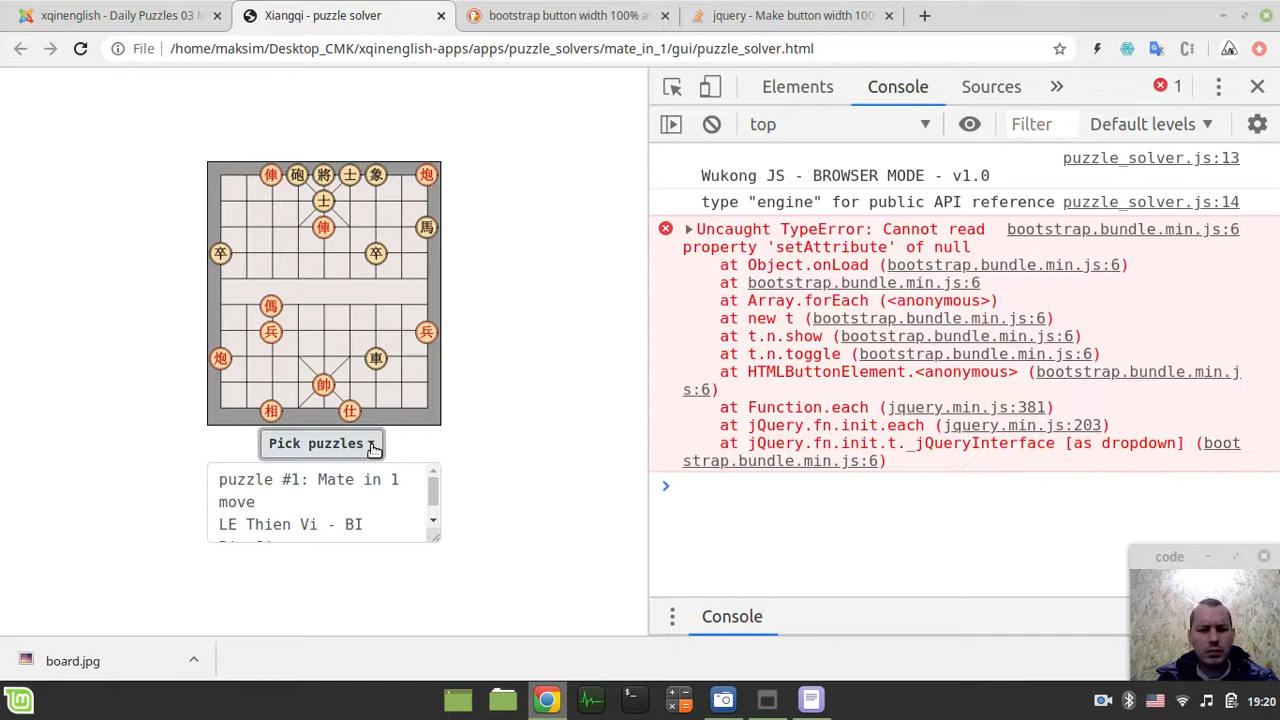 xqinenglish - Daily Puzzles 03 M
Xiangqi - puzzle solver
bootstrap button width 100% at
jquery - Make button width 100%
File
/home/maksim/Desktop_CMK/xqinenglish-apps/apps/puzzle_solvers/mate_in_1/gui/puzzle_solver.html
Elements
Console
Sources
1
top
Filter
Default levels
puzzle_solver.js:13
Wukong JS - BROWSER MODE - v1.0
type "engine" for public API reference puzzle_solver.js:14
Uncaught TypeError: Cannot read bootstrap.bundle.min.js:6
property 'setAttribute' of null
at Object.onLoad (bootstrap.bundle.min.js:6)
at bootstrap.bundle.min.js:6
at Array.forEach (<anonymous>)
at new t (bootstrap.bundle.min.js:6)
at t.n.show (bootstrap.bundle.min.js:6)
at t.n.toggle (bootstrap.bundle.min.js:6)
at HTMLButtonElement.<anonymous> (bootstrap.bundle.min.j
s:6)
at Function.each (jquery.min.js:381)
at jQuery.fn.init.each (jquery.min.js:203)
at jQuery.fn.init.t._jQueryInterface [as dropdown] (boot
strap.bundle.min.js:6)
俥 砲 將 士 象 炮
士
俥 馬
卒 卒
傌
兵 兵
炮 車
帥
相 仕
Pick puzzles
puzzle #1: Mate in 1
move
LE Thien Vi - BI
Console
code
board.jpg
19:20